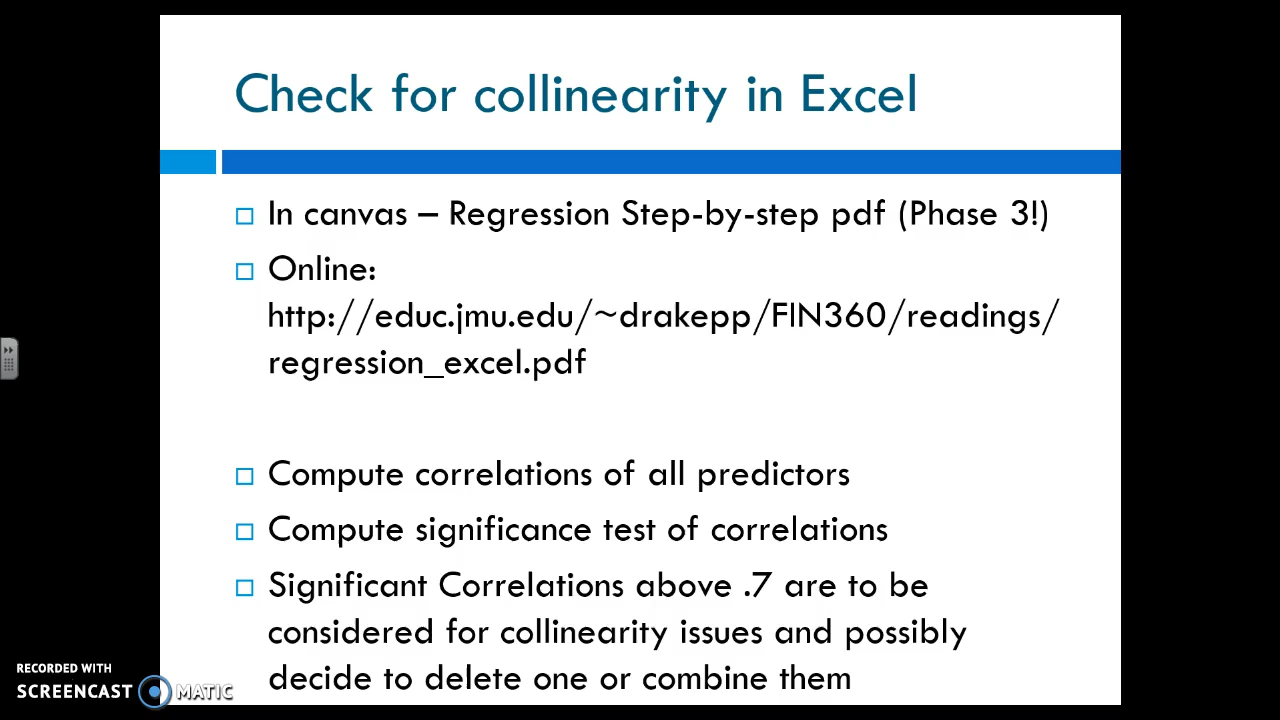 Check for collinearity in Excel
In canvas – Regression Step-by-step pdf (Phase 3!)
Online:
http://educ.jmu.edu/~drakepp/FIN360/readings/
regression_excel.pdf
Compute correlations of all predictors
Compute significance test of correlations
Significant Correlations above .7 are to be
considered for collinearity issues and possibly
decide to delete one or combine them
RECORDED WITH
SCREENCAST MATIC